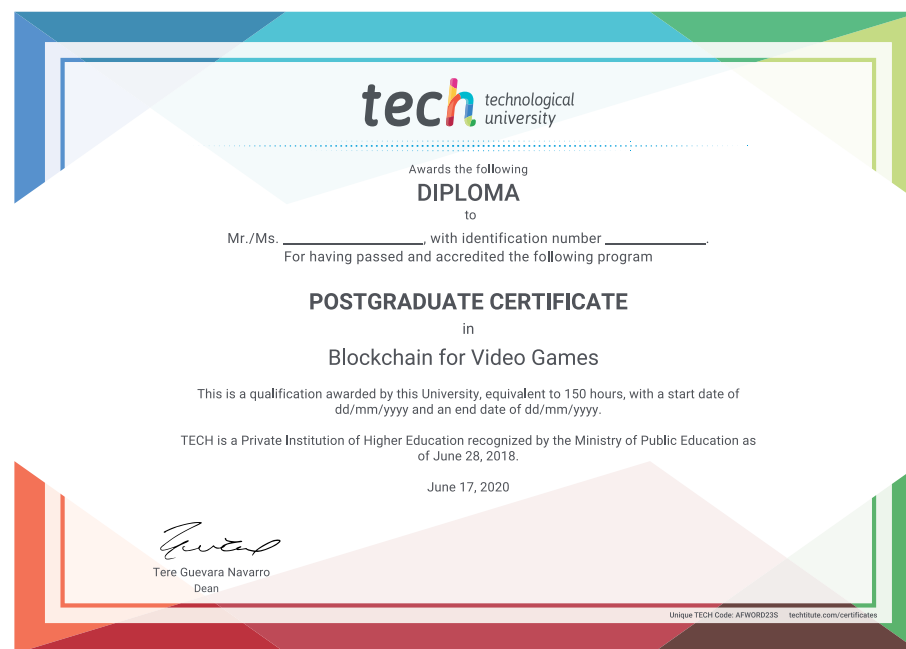 tech technological
university
Awards the following
DIPLOMA
to
Mr./Ms. ____________________, with identification number ______________.
For having passed and accredited the following program
POSTGRADUATE CERTIFICATE
in
Blockchain for Video Games
This is a qualification awarded by this University, equivalent to 150 hours, with a start date of
dd/mm/yyyy and an end date of dd/mm/yyyy.
TECH is a Private Institution of Higher Education recognized by the Ministry of Public Education as
of June 28, 2018.
June 17, 2020
Tere Guevara Navarro
Dean
Unique TECH Code: AFWORD23S techtitute.com/certificates